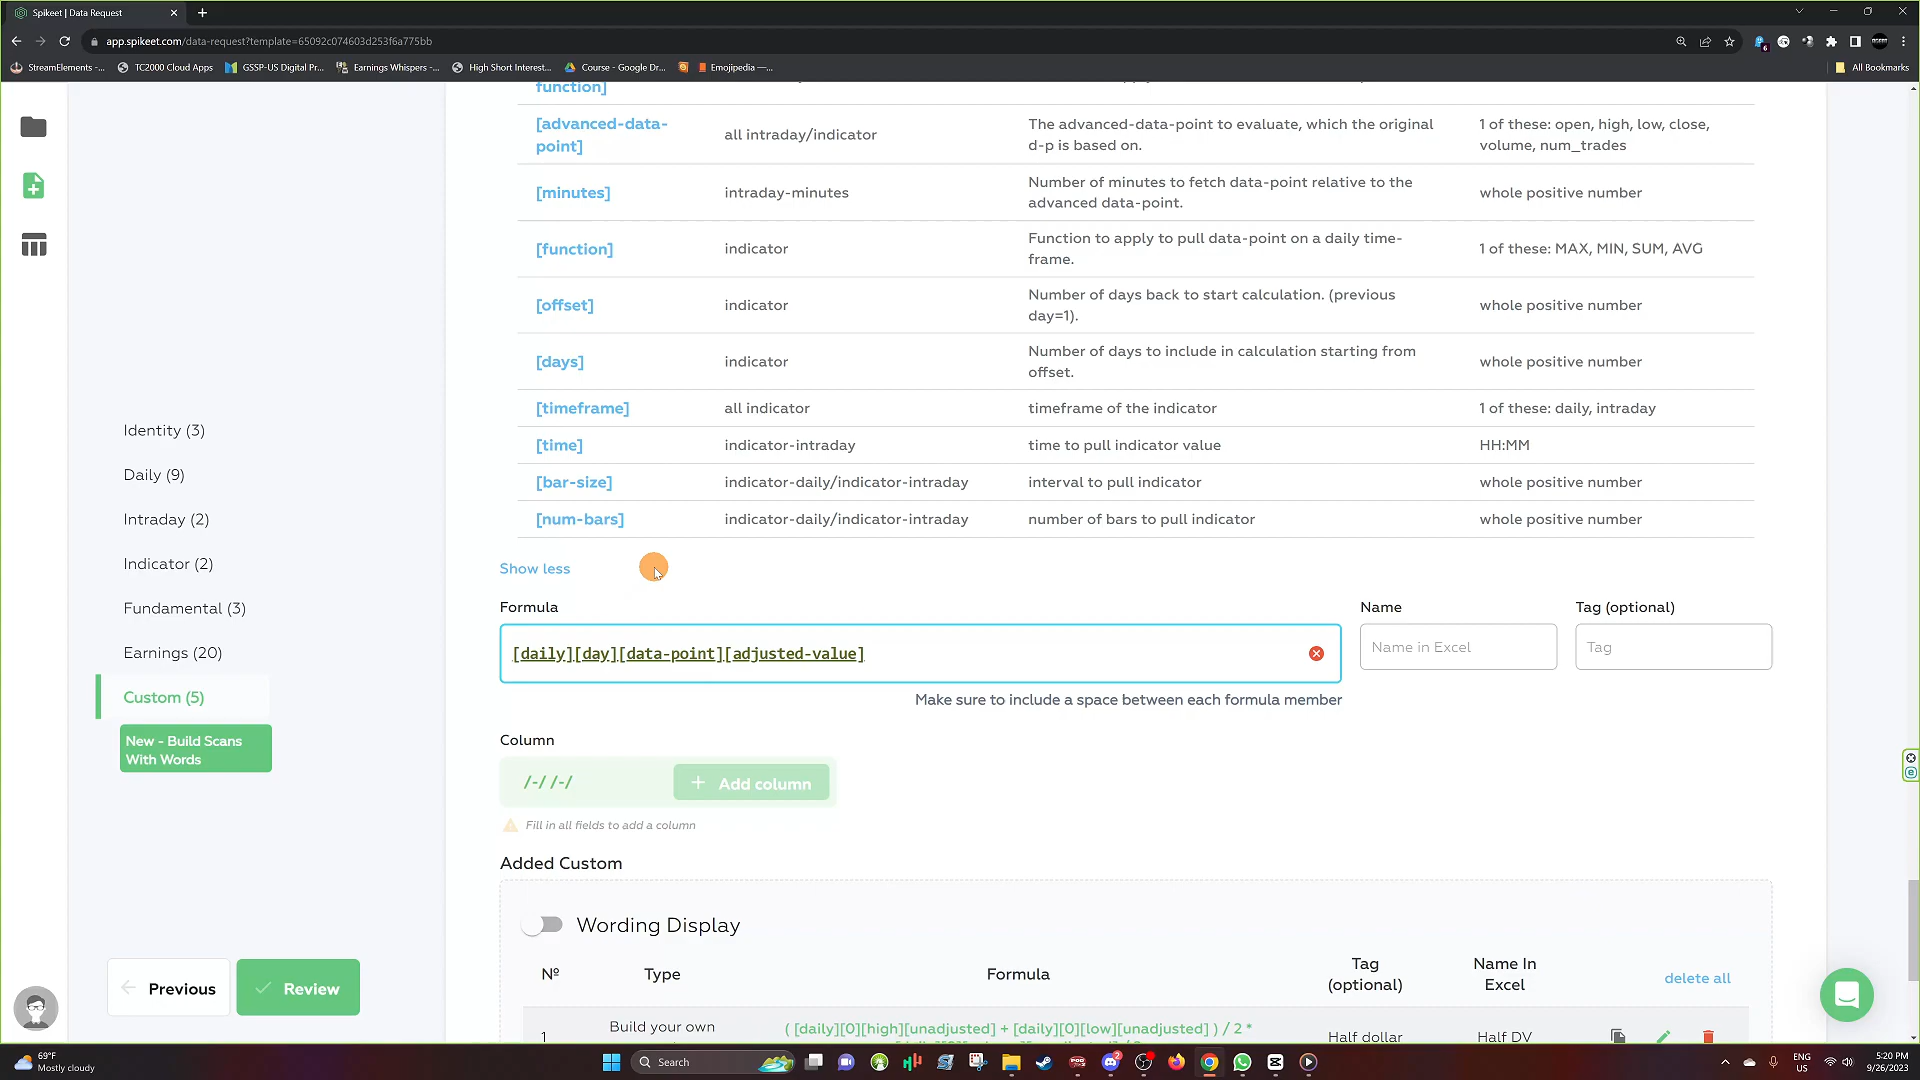 Spikeet | Data Request
app.spikeet.com/data-request?template=65092c074603d253f6a775bb
StreamElements -...
TC2000 Cloud Apps
GSSP-US Digital Pr...
Earnings Whispers -...
High Short Interest...
Course - Google Dr...
Emojipedia —...
All Bookmarks
function]
[advanced-data-point]
all intraday/indicator
The advanced-data-point to evaluate, which the original
d-p is based on.
1 of these: open, high, low, close,
volume, num_trades
[minutes]
intraday-minutes
Number of minutes to fetch data-point relative to the
advanced data-point.
whole positive number
[function]
indicator
Function to apply to pull data-point on a daily time-
frame.
1 of these: MAX, MIN, SUM, AVG
[offset]
indicator
Number of days back to start calculation. (previous
day=1).
whole positive number
[days]
indicator
Number of days to include in calculation starting from
offset.
whole positive number
[timeframe]
all indicator
timeframe of the indicator
1 of these: daily, intraday
[time]
indicator-intraday
time to pull indicator value
HH:MM
[bar-size]
indicator-daily/indicator-intraday
interval to pull indicator
whole positive number
[num-bars]
indicator-daily/indicator-intraday
number of bars to pull indicator
whole positive number
Identity (3)
Daily (9)
Intraday (2)
Indicator (2)
Fundamental (3)
Earnings (20)
Custom (5)
New - Build Scans
With Words
Previous
Review
Show less
Formula
[daily][day][data-point][adjusted-value]
Make sure to include a space between each formula member
Name
Name in Excel
Tag (optional)
Tag
Column
/-/ /-/
+ Add column
Fill in all fields to add a column
Added Custom
Wording Display
Nº
Type
Formula
Tag
(optional)
Name In
Excel
delete all
1
Build your own
( [daily][0][high][unadjusted] + [daily][0][low][unadjusted] ) / 2 *
Half dollar
Half DV
69°F
Mostly cloudy
Search
ENG
US
5:20 PM
9/26/2023